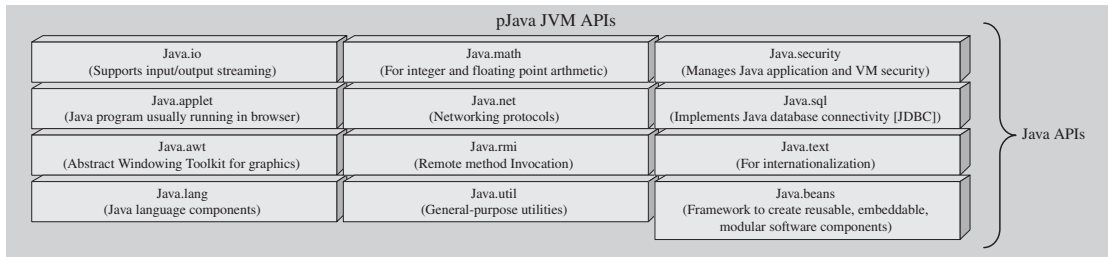 pJava JVM APIs
Java.io
(Supports input/output streaming)
Java.math
(For integer and floating point arthmetic)
Java.security
(Manages Java application and VM security)
Java.applet
(Java program usually running in browser)
Java.net
(Networking protocols)
Java.sql
(Implements Java database connectivity [JDBC])
Java.awt
(Abstract Windowing Toolkit for graphics)
Java.rmi
(Remote method Invocation)
Java.text
(For internationalization)
Java.lang
(Java language components)
Java.util
(General-purpose utilities)
Java.beans
(Framework to create reusable, embeddable,
modular software components)
Java APIs